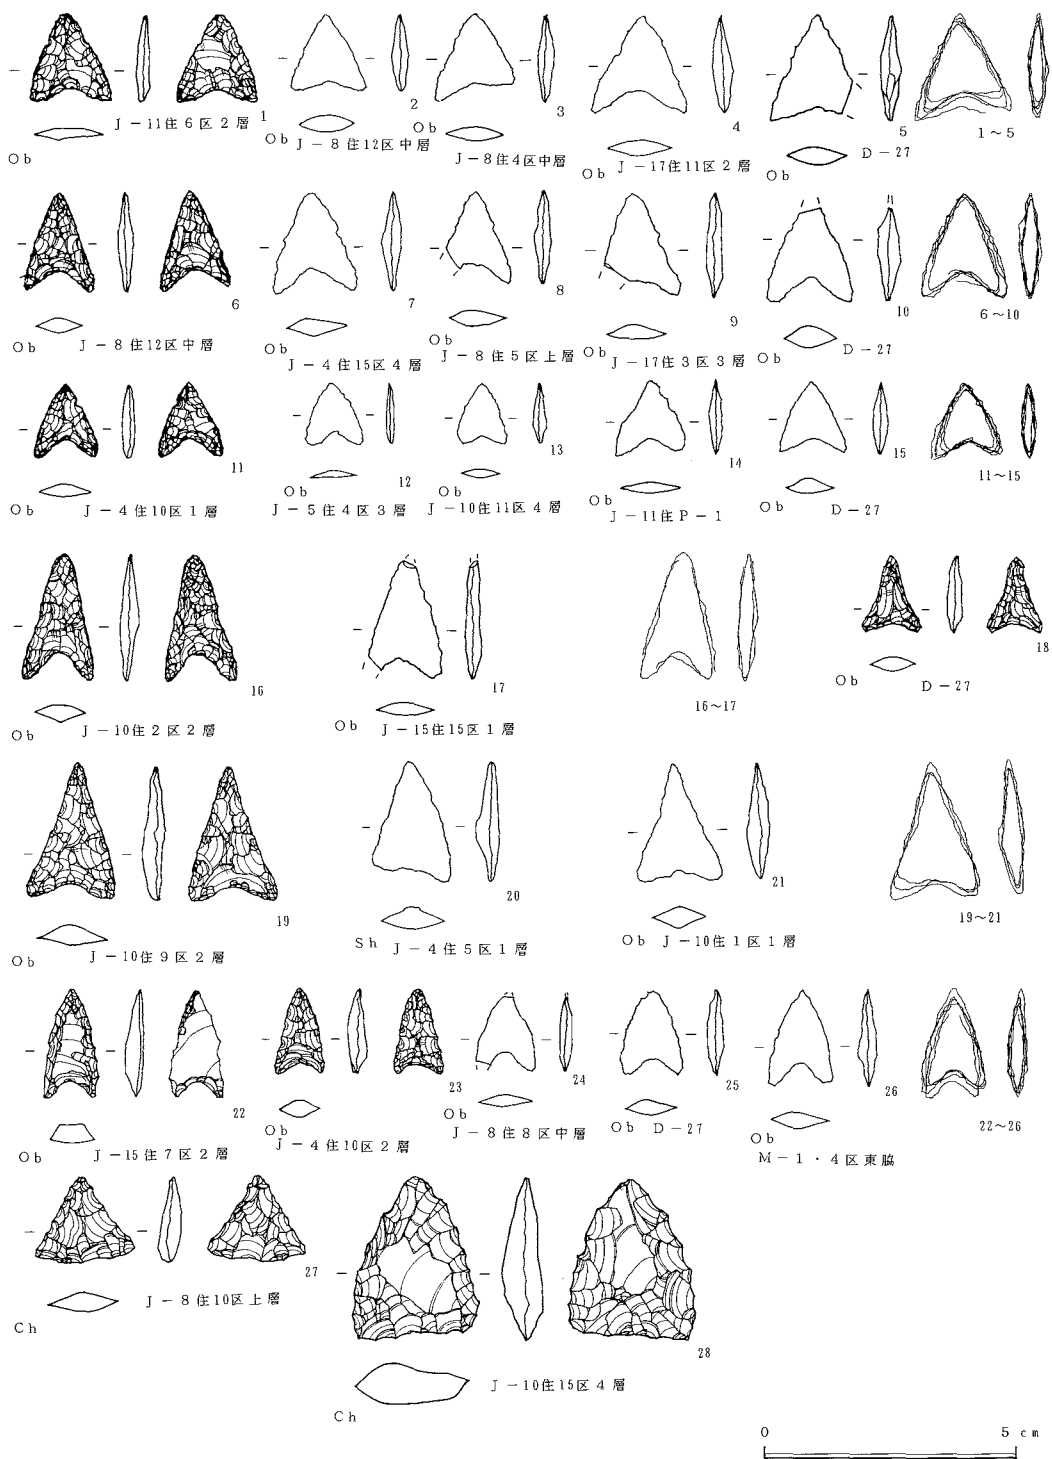 1
J-11住6区2層
Ob
2
J-8住12区中層
Ob
3
J-8住4区中層
Ob
4
J-17住11区2層
Ob
5
D-27
Ob
1~5
6
J-8住12区中層
Ob
7
J-4住15区4層
Ob
8
J-8住5区上層
Ob
9
J-17住3区3層
Ob
10
D-27
Ob
6~10
11
J-4住10区1層
Ob
12
J-5住4区3層
Ob
13
J-10住11区4層
Ob
14
J-11住P-1
Ob
15
D-27
Ob
11~15
16
J-10住2区2層
Ob
17
J-15住15区1層
Ob
16~17
18
D-27
Ob
19
J-10住9区2層
Ob
20
J-4住5区1層
Sh
21
J-10住1区1層
Ob
19~21
22
J-15住7区2層
Ob
23
J-4住10区2層
Ob
24
J-8住8区中層
Ob
25
D-27
Ob
26
M-1・4区東脇
Ob
22~26
27
J-8住10区上層
Ch
28
J-10住15区4層
Ch
0 5cm